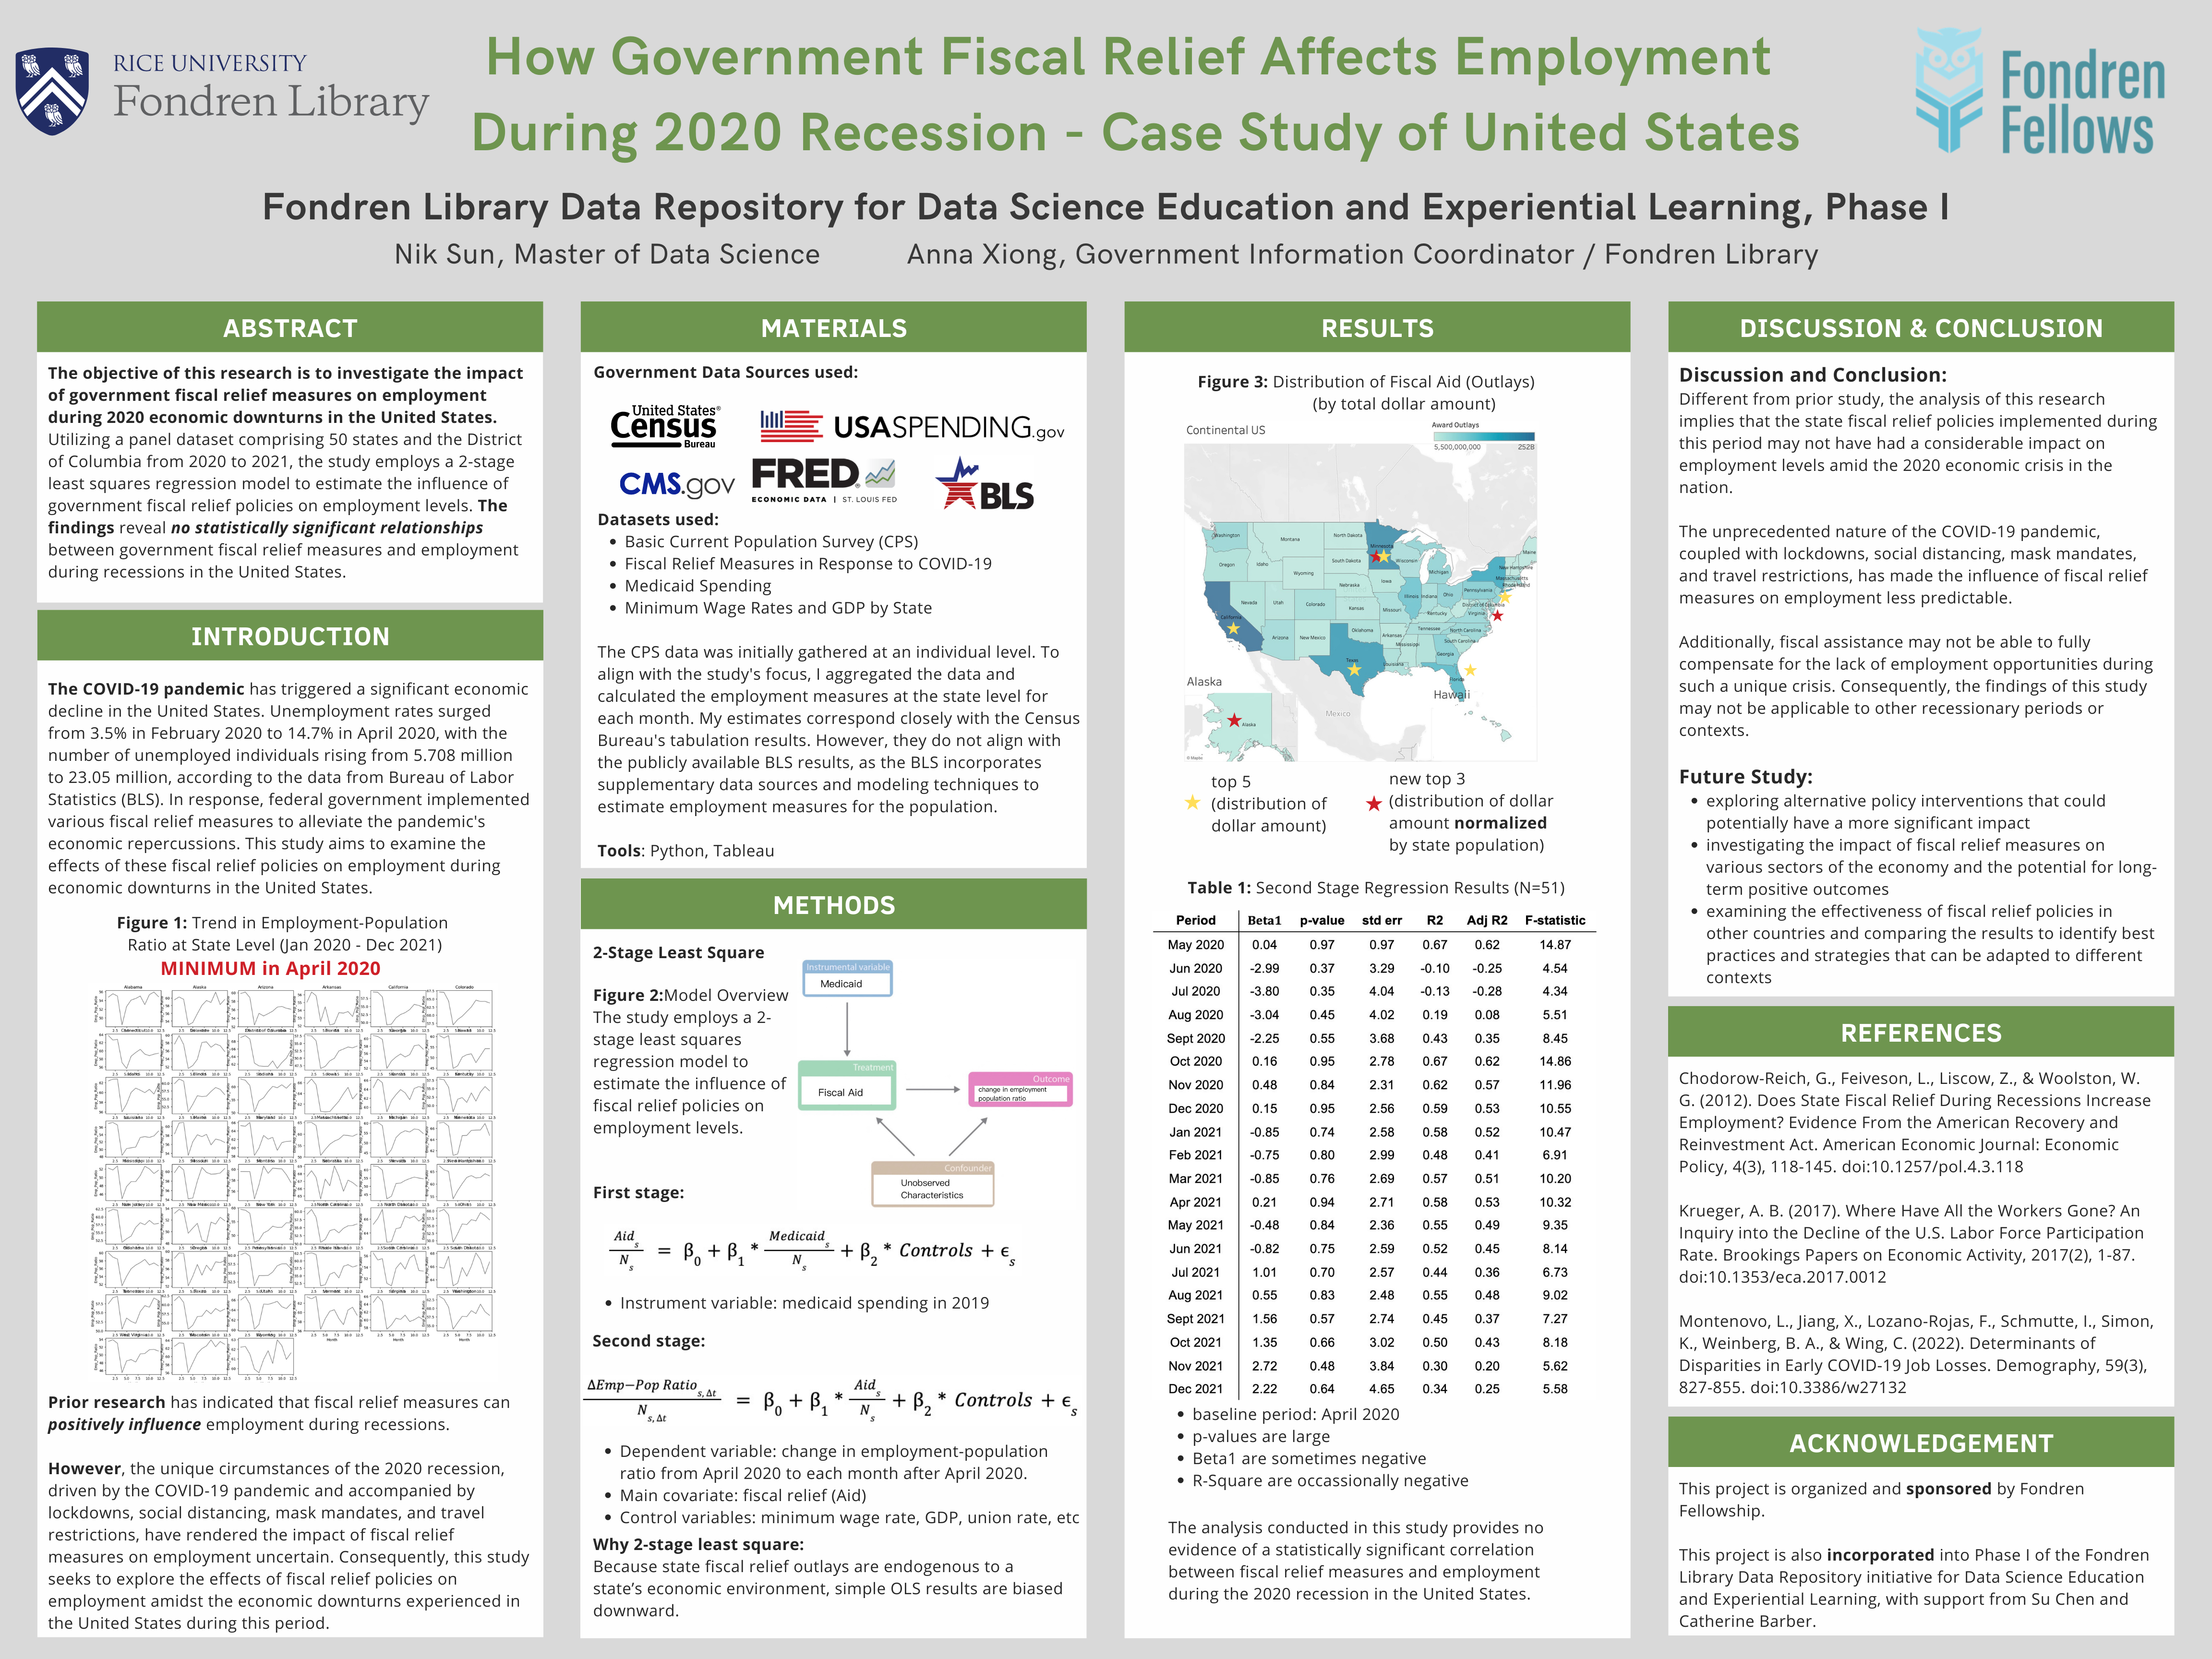 RICE UNIVERSITY
Fondren Library
How Government Fiscal Relief Affects Employment
During 2020 Recession - Case Study of United States
Fondren
Fellows
Fondren Library Data Repository for Data Science Education and Experiential Learning, Phase I
Nik Sun, Master of Data Science Anna Xiong, Government Information Coordinator / Fondren Library
ABSTRACT
The objective of this research is to investigate the impact
of government fiscal relief measures on employment
during 2020 economic downturns in the United States.
Utilizing a panel dataset comprising 50 states and the District
of Columbia from 2020 to 2021, the study employs a 2-stage
least squares regression model to estimate the influence of
government fiscal relief policies on employment levels. The
findings reveal no statistically significant relationships
between government fiscal relief measures and employment
during recessions in the United States.
INTRODUCTION
The COVID-19 pandemic has triggered a significant economic
decline in the United States. Unemployment rates surged
from 3.5% in February 2020 to 14.7% in April 2020, with the
number of unemployed individuals rising from 5.708 million
to 23.05 million, according to the data from Bureau of Labor
Statistics (BLS). In response, federal government implemented
various fiscal relief measures to alleviate the pandemic's
economic repercussions. This study aims to examine the
effects of these fiscal relief policies on employment during
economic downturns in the United States.
Figure 1: Trend in Employment-Population
Ratio at State Level (Jan 2020 - Dec 2021)
MINIMUM in April 2020
Alabama Alaska Arizona Arkansas California Colorado
Prior research has indicated that fiscal relief measures can
positively influence employment during recessions.
However, the unique circumstances of the 2020 recession,
driven by the COVID-19 pandemic and accompanied by
lockdowns, social distancing, mask mandates, and travel
restrictions, have rendered the impact of fiscal relief
measures on employment uncertain. Consequently, this study
seeks to explore the effects of fiscal relief policies on
employment amidst the economic downturns experienced in
the United States during this period.
MATERIALS
Government Data Sources used:
United States®
Census
Bureau
USASPENDING.gov
CMS.gov
FRED
ECONOMIC DATA | ST. LOUIS FED
BLS
Datasets used:
• Basic Current Population Survey (CPS)
• Fiscal Relief Measures in Response to COVID-19
• Medicaid Spending
• Minimum Wage Rates and GDP by State
The CPS data was initially gathered at an individual level. To
align with the study's focus, I aggregated the data and
calculated the employment measures at the state level for
each month. My estimates correspond closely with the Census
Bureau's tabulation results. However, they do not align with
the publicly available BLS results, as the BLS incorporates
supplementary data sources and modeling techniques to
estimate employment measures for the population.
Tools: Python, Tableau
METHODS
2-Stage Least Square
Figure 2:Model Overview
The study employs a 2-
stage least squares
regression model to
estimate the influence of
fiscal relief policies on
employment levels.
Instrumental variable
Medicaid
Treatment
Fiscal Aid
Outcome
change in employment
population ratio
Confounder
Unobserved
Characteristics
First stage:
Aid_s / N_s = β_0 + β_1 * Medicaid_s / N_s + β_2 * Controls + ϵ_s
• Instrument variable: medicaid spending in 2019
Second stage:
ΔEmp−Pop Ratio_s,Δt / N_s,Δt = β_0 + β_1 * Aid_s / N_s + β_2 * Controls + ϵ_s
• Dependent variable: change in employment-population
ratio from April 2020 to each month after April 2020.
• Main covariate: fiscal relief (Aid)
• Control variables: minimum wage rate, GDP, union rate, etc
Why 2-stage least square:
Because state fiscal relief outlays are endogenous to a
state's economic environment, simple OLS results are biased
downward.
RESULTS
Figure 3: Distribution of Fiscal Aid (Outlays)
(by total dollar amount)
Continental US
Award Outlays
5,500,000,000 252B
Washington Montana North Dakota Minnesota Maine
Oregon Idaho South Dakota Wisconsin Michigan New Hampshire
Wyoming Massachusetts
Nebraska Iowa Pennsylvania Rhode Island
Nevada Utah Colorado Kansas Missouri Illinois Indiana Ohio District of Columbia
California Kentucky Virginia
Arizona New Mexico Oklahoma Arkansas Tennessee North Carolina
Mississippi South Carolina
Texas Louisiana Georgia
Florida
Alaska
Hawaii
Mexico
Alaska
top 5
(distribution of
dollar amount)
new top 3
(distribution of dollar
amount normalized
by state population)
Table 1: Second Stage Regression Results (N=51)
Period Beta1 p-value std err R2 Adj R2 F-statistic
May 2020 0.04 0.97 0.97 0.67 0.62 14.87
Jun 2020 -2.99 0.37 3.29 -0.10 -0.25 4.54
Jul 2020 -3.80 0.35 4.04 -0.13 -0.28 4.34
Aug 2020 -3.04 0.45 4.02 0.19 0.08 5.51
Sept 2020 -2.25 0.55 3.68 0.43 0.35 8.45
Oct 2020 0.16 0.95 2.78 0.67 0.62 14.86
Nov 2020 0.48 0.84 2.31 0.62 0.57 11.96
Dec 2020 0.15 0.95 2.56 0.59 0.53 10.55
Jan 2021 -0.85 0.74 2.58 0.58 0.52 10.47
Feb 2021 -0.75 0.80 2.99 0.48 0.41 6.91
Mar 2021 -0.85 0.76 2.69 0.57 0.51 10.20
Apr 2021 0.21 0.94 2.71 0.58 0.53 10.32
May 2021 -0.48 0.84 2.36 0.55 0.49 9.35
Jun 2021 -0.82 0.75 2.59 0.52 0.45 8.14
Jul 2021 1.01 0.70 2.57 0.44 0.36 6.73
Aug 2021 0.55 0.83 2.48 0.55 0.48 9.02
Sept 2021 1.56 0.57 2.74 0.45 0.37 7.27
Oct 2021 1.35 0.66 3.02 0.50 0.43 8.18
Nov 2021 2.72 0.48 3.84 0.30 0.20 5.62
Dec 2021 2.22 0.64 4.65 0.34 0.25 5.58
• baseline period: April 2020
• p-values are large
• Beta1 are sometimes negative
• R-Square are occassionally negative
The analysis conducted in this study provides no
evidence of a statistically significant correlation
between fiscal relief measures and employment
during the 2020 recession in the United States.
DISCUSSION & CONCLUSION
Discussion and Conclusion:
Different from prior study, the analysis of this research
implies that the state fiscal relief policies implemented during
this period may not have had a considerable impact on
employment levels amid the 2020 economic crisis in the
nation.
The unprecedented nature of the COVID-19 pandemic,
coupled with lockdowns, social distancing, mask mandates,
and travel restrictions, has made the influence of fiscal relief
measures on employment less predictable.
Additionally, fiscal assistance may not be able to fully
compensate for the lack of employment opportunities during
such a unique crisis. Consequently, the findings of this study
may not be applicable to other recessionary periods or
contexts.
Future Study:
• exploring alternative policy interventions that could
potentially have a more significant impact
• investigating the impact of fiscal relief measures on
various sectors of the economy and the potential for long-
term positive outcomes
• examining the effectiveness of fiscal relief policies in
other countries and comparing the results to identify best
practices and strategies that can be adapted to different
contexts
REFERENCES
Chodorow-Reich, G., Feiveson, L., Liscow, Z., & Woolston, W.
G. (2012). Does State Fiscal Relief During Recessions Increase
Employment? Evidence From the American Recovery and
Reinvestment Act. American Economic Journal: Economic
Policy, 4(3), 118-145. doi:10.1257/pol.4.3.118
Krueger, A. B. (2017). Where Have All the Workers Gone? An
Inquiry into the Decline of the U.S. Labor Force Participation
Rate. Brookings Papers on Economic Activity, 2017(2), 1-87.
doi:10.1353/eca.2017.0012
Montenovo, L., Jiang, X., Lozano-Rojas, F., Schmutte, I., Simon,
K., Weinberg, B. A., & Wing, C. (2022). Determinants of
Disparities in Early COVID-19 Job Losses. Demography, 59(3),
827-855. doi:10.3386/w27132
ACKNOWLEDGEMENT
This project is organized and sponsored by Fondren
Fellowship.
This project is also incorporated into Phase I of the Fondren
Library Data Repository initiative for Data Science Education
and Experiential Learning, with support from Su Chen and
Catherine Barber.